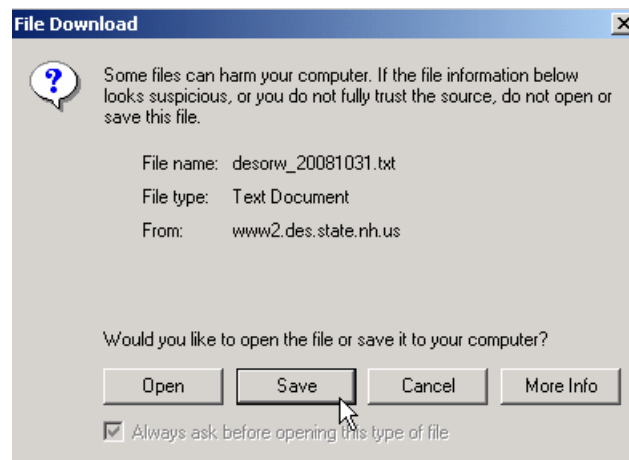 File Download
Some files can harm your computer. If the file information below
looks suspicious, or you do not fully trust the source, do not open or
save this file.
File name: desorw_20081031.txt
File type: Text Document
From: www2.des.state.nh.us
Would you like to open the file or save it to your computer?
Open Save Cancel More Info
Always ask before opening this type of file